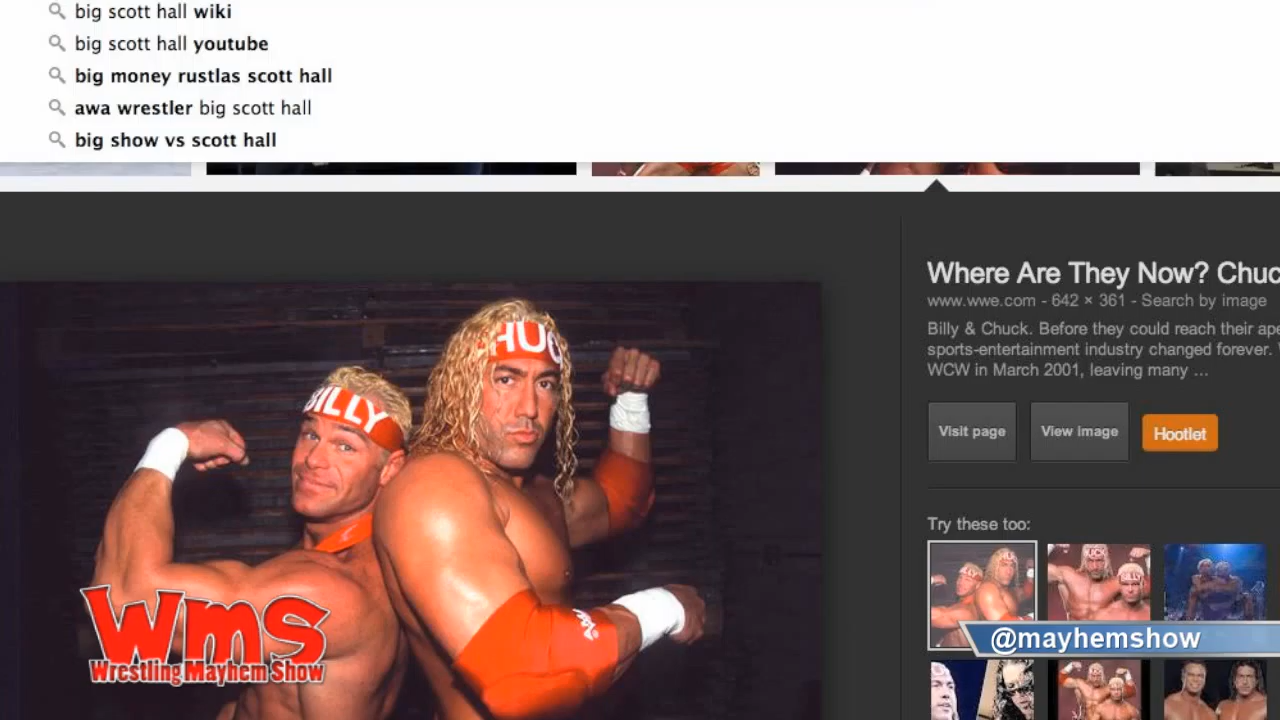 big scott hall wiki
big scott hall youtube
big money rustlas scott hall
awa wrestler big scott hall
big show vs scott hall
Where Are They Now? Chuc
www.wwe.com - 642 × 361 - Search by image
Billy & Chuck. Before they could reach their ape
sports-entertainment industry changed forever.
WCW in March 2001, leaving many ...
Visit page
View image
Hootlet
Try these too:
HUC
BILLY
@mayhemshow
Wms
Wrestling Mayhem Show